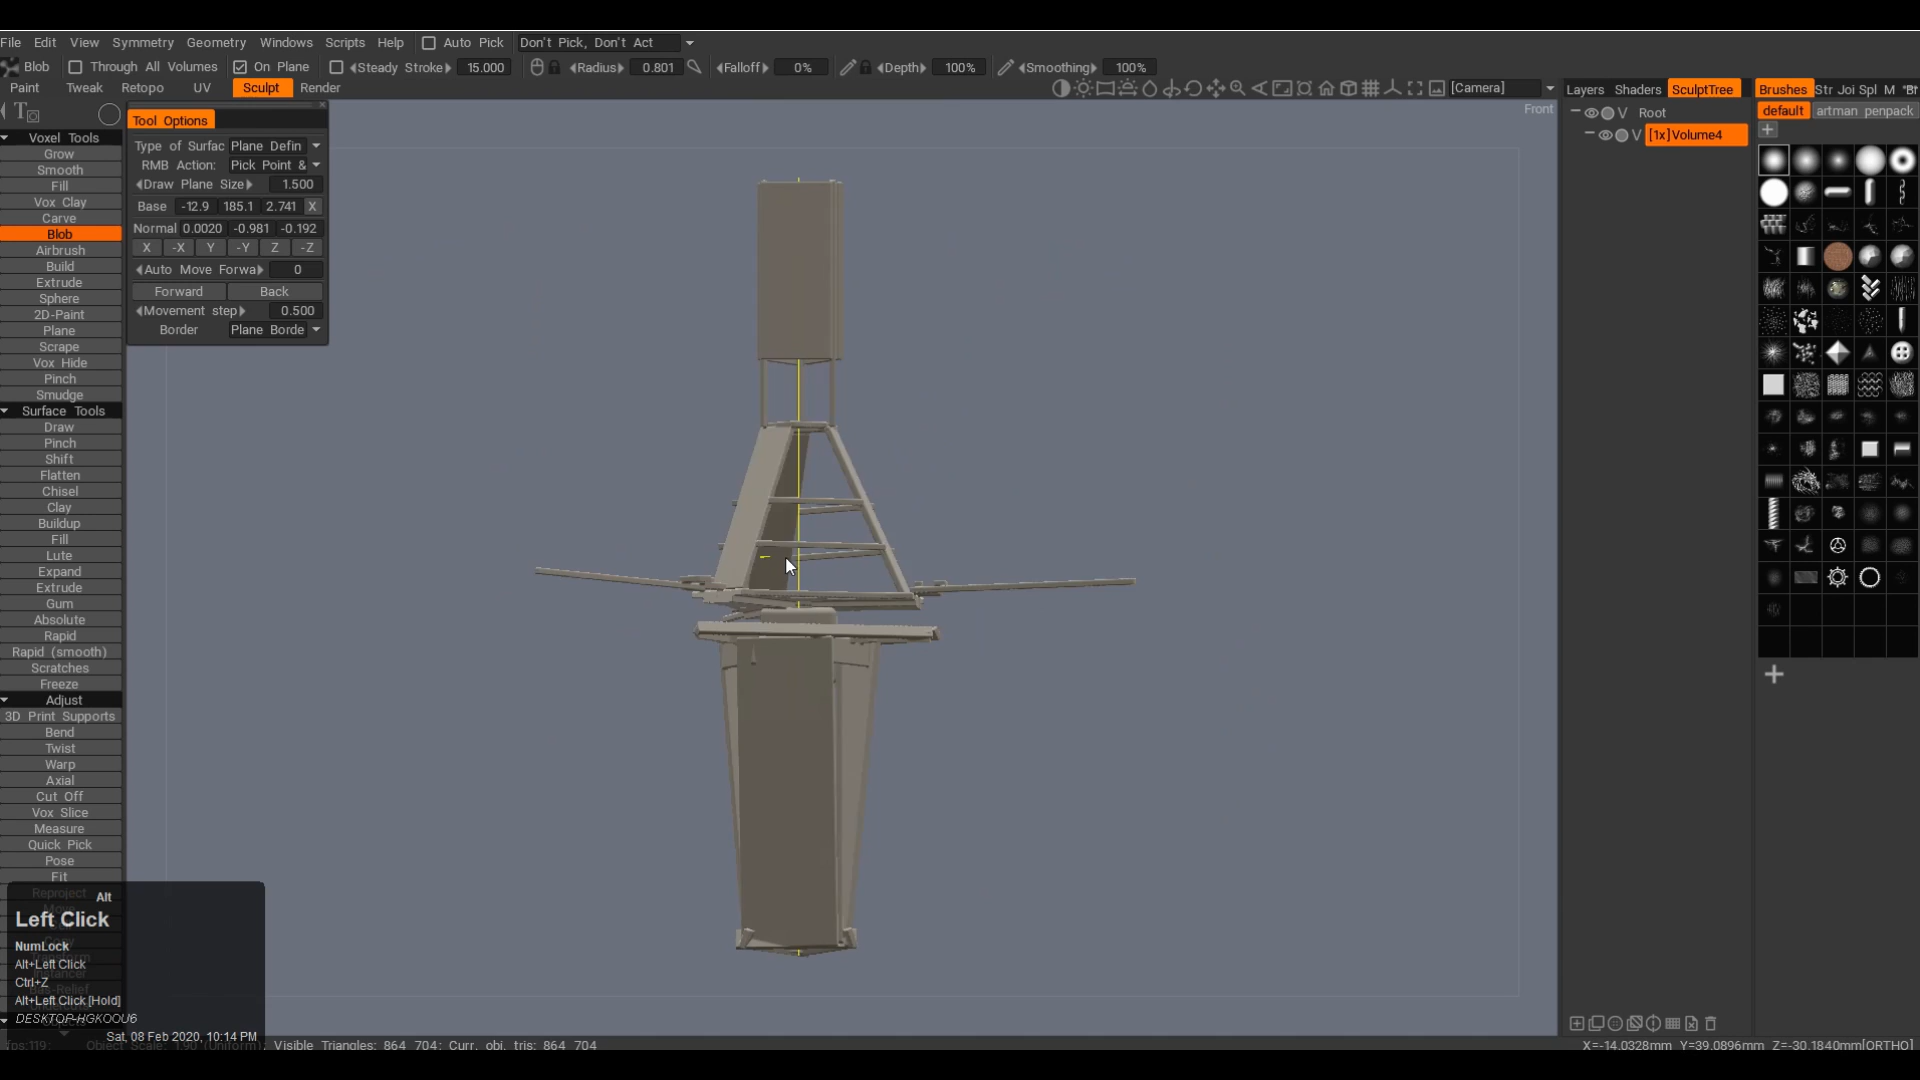 File Edit View Symmetry Geometry Windows Scripts Help Auto Pick Don't Pick, Don't Act
Blob Through All Volumes On Plane Steady Stroke 15.000 Radius 0.801 Falloff 0% Depth 100% Smoothing 100%
Paint Tweak Retopo UV Sculpt Render [Camera]
Layers Shaders SculptTree
Brushes Str Joi Spl M
default artman penpack
Front
Root
[1x]Volume4
Tool Options
Type of Surfac Plane Defin
RMB Action: Pick Point &
Draw Plane Size 1.500
Base -12.9 185.1 2.741 X
Normal 0.0020 -0.981 -0.192
X -X Y -Y Z -Z
Auto Move Forwa 0
Forward Back
Movement step 0.500
Border Plane Borde
Voxel Tools
Grow
Smooth
Fill
Vox Clay
Carve
Blob
Airbrush
Build
Extrude
Sphere
2D-Paint
Plane
Scrape
Vox Hide
Pinch
Smudge
Surface Tools
Draw
Pinch
Shift
Flatten
Chisel
Clay
Buildup
Fill
Lute
Expand
Extrude
Gum
Absolute
Rapid
Rapid (smooth)
Scratches
Freeze
Adjust
3D Print Supports
Bend
Twist
Warp
Axial
Cut Off
Vox Slice
Measure
Quick Pick
Pose
Fit
Reproject
Alt
Left Click
NumLock
Alt+Left Click
Ctrl+Z
Alt+Left Click [Hold]
DESKTOP-HGKOOU6
Sat, 08 Feb 2020, 10:14 PM
fps:119; Object Scale: 1.90 (Uniform); Visible Triangles: 864 704; Curr. obj. tris: 864 704
X=-14.0328mm Y=39.0896mm Z=-30.1840mm[ORTHO]